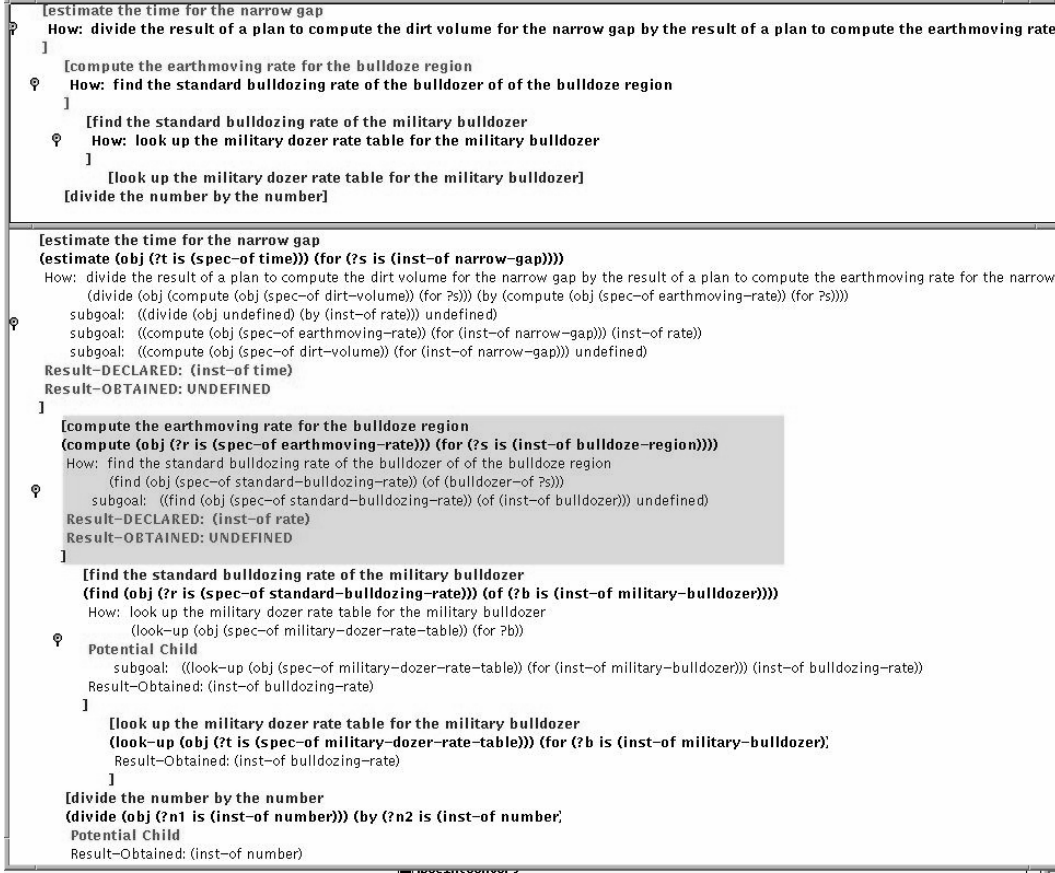 [estimate the time for the narrow gap
How: divide the result of a plan to compute the dirt volume for the narrow gap by the result of a plan to compute the earthmoving rate
]
[compute the earthmoving rate for the bulldoze region
How: find the standard bulldozing rate of the bulldozer of of the bulldoze region
]
[find the standard bulldozing rate of the military bulldozer
How: look up the military dozer rate table for the military bulldozer
]
[look up the military dozer rate table for the military bulldozer]
[divide the number by the number]
[estimate the time for the narrow gap
(estimate (obj (?t is (spec-of time))) (for (?s is (inst-of narrow-gap))))
How: divide the result of a plan to compute the dirt volume for the narrow gap by the result of a plan to compute the earthmoving rate for the narrow
(divide (obj (compute (obj (spec-of dirt-volume)) (for ?s))) (by (compute (obj (spec-of earthmoving-rate)) (for ?s))))
subgoal: ((divide (obj undefined) (by (inst-of rate))) undefined)
subgoal: ((compute (obj (spec-of earthmoving-rate)) (for (inst-of narrow-gap))) (inst-of rate))
subgoal: ((compute (obj (spec-of dirt-volume)) (for (inst-of narrow-gap))) undefined)
Result-DECLARED: (inst-of time)
Result-OBTAINED: UNDEFINED
]
[compute the earthmoving rate for the bulldoze region
(compute (obj (?r is (spec-of earthmoving-rate))) (for (?s is (inst-of bulldoze-region))))
How: find the standard bulldozing rate of the bulldozer of of the bulldoze region
(find (obj (spec-of standard-bulldozing-rate)) (of (bulldozer-of ?s)))
subgoal: ((find (obj (spec-of standard-bulldozing-rate)) (of (inst-of bulldozer))) undefined)
Result-DECLARED: (inst-of rate)
Result-OBTAINED: UNDEFINED
]
[find the standard bulldozing rate of the military bulldozer
(find (obj (?r is (spec-of standard-bulldozing-rate))) (of (?b is (inst-of military-bulldozer))))
How: look up the military dozer rate table for the military bulldozer
(look-up (obj (spec-of military-dozer-rate-table)) (for ?b))
Potential Child
subgoal: ((look-up (obj (spec-of military-dozer-rate-table)) (for (inst-of military-bulldozer))) (inst-of bulldozing-rate))
Result-Obtained: (inst-of bulldozing-rate)
]
[look up the military dozer rate table for the military bulldozer
(look-up (obj (?t is (spec-of military-dozer-rate-table))) (for (?b is (inst-of military-bulldozer)
Result-Obtained: (inst-of bulldozing-rate)
]
[divide the number by the number
(divide (obj (?n1 is (inst-of number))) (by (?n2 is (inst-of number
Potential Child
Result-Obtained: (inst-of number)